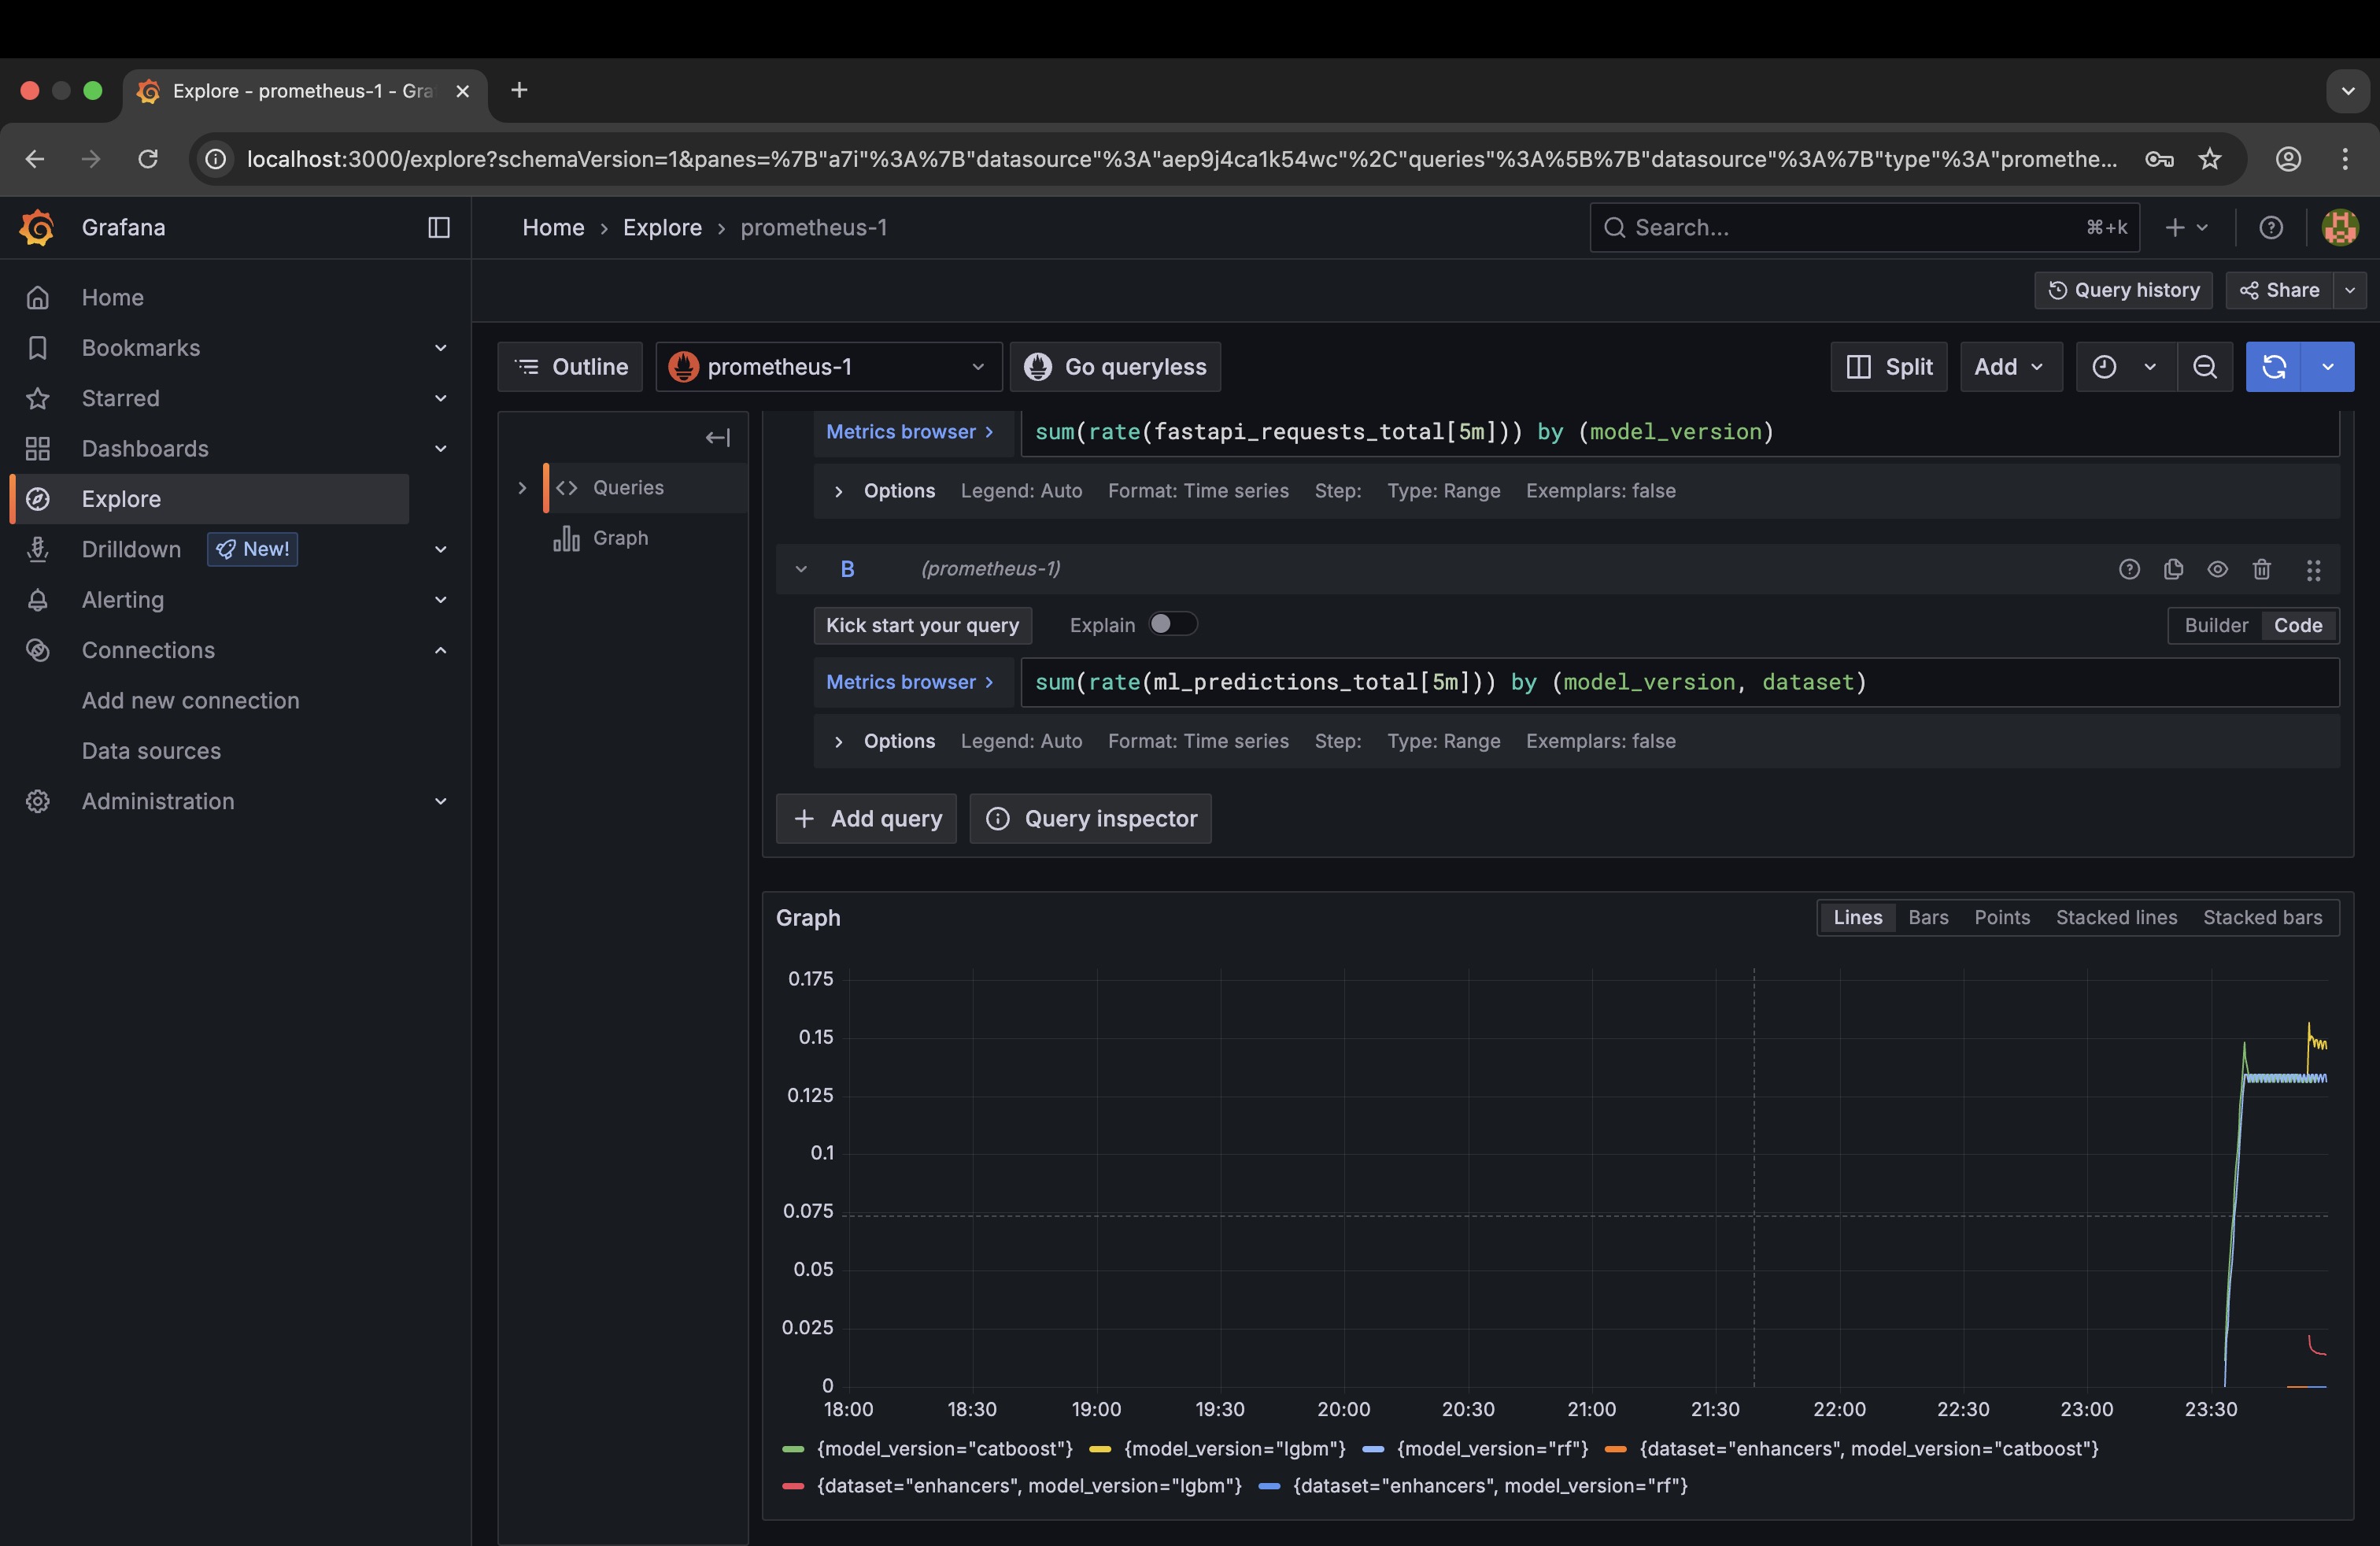 Explore - prometheus-1 - Gra
localhost:3000/explore?schemaVersion=1&panes=%7B"a7i"%3A%7B"datasource"%3A"aep9j4ca1k54wc"%2C"queries"%3A%5B%7B"datasource"%3A%7B"type"%3A"promethe...
Grafana
Home › Explore › prometheus-1
Search... ⌘+k
Query history
Share
Home
Bookmarks
Starred
Dashboards
Explore
Drilldown New!
Alerting
Connections
Add new connection
Data sources
Administration
Outline
prometheus-1
Go queryless
Split
Add
Queries
Graph
Metrics browser > sum(rate(fastapi_requests_total[5m])) by (model_version)
Options Legend: Auto Format: Time series Step: Type: Range Exemplars: false
B (prometheus-1)
Kick start your query Explain Builder Code
Metrics browser > sum(rate(ml_predictions_total[5m])) by (model_version, dataset)
Options Legend: Auto Format: Time series Step: Type: Range Exemplars: false
+ Add query Query inspector
Graph
Lines Bars Points Stacked lines Stacked bars
0.175
0.15
0.125
0.1
0.075
0.05
0.025
0
18:00 18:30 19:00 19:30 20:00 20:30 21:00 21:30 22:00 22:30 23:00 23:30
{model_version="catboost"} {model_version="lgbm"} {model_version="rf"} {dataset="enhancers", model_version="catboost"}
{dataset="enhancers", model_version="lgbm"} {dataset="enhancers", model_version="rf"}